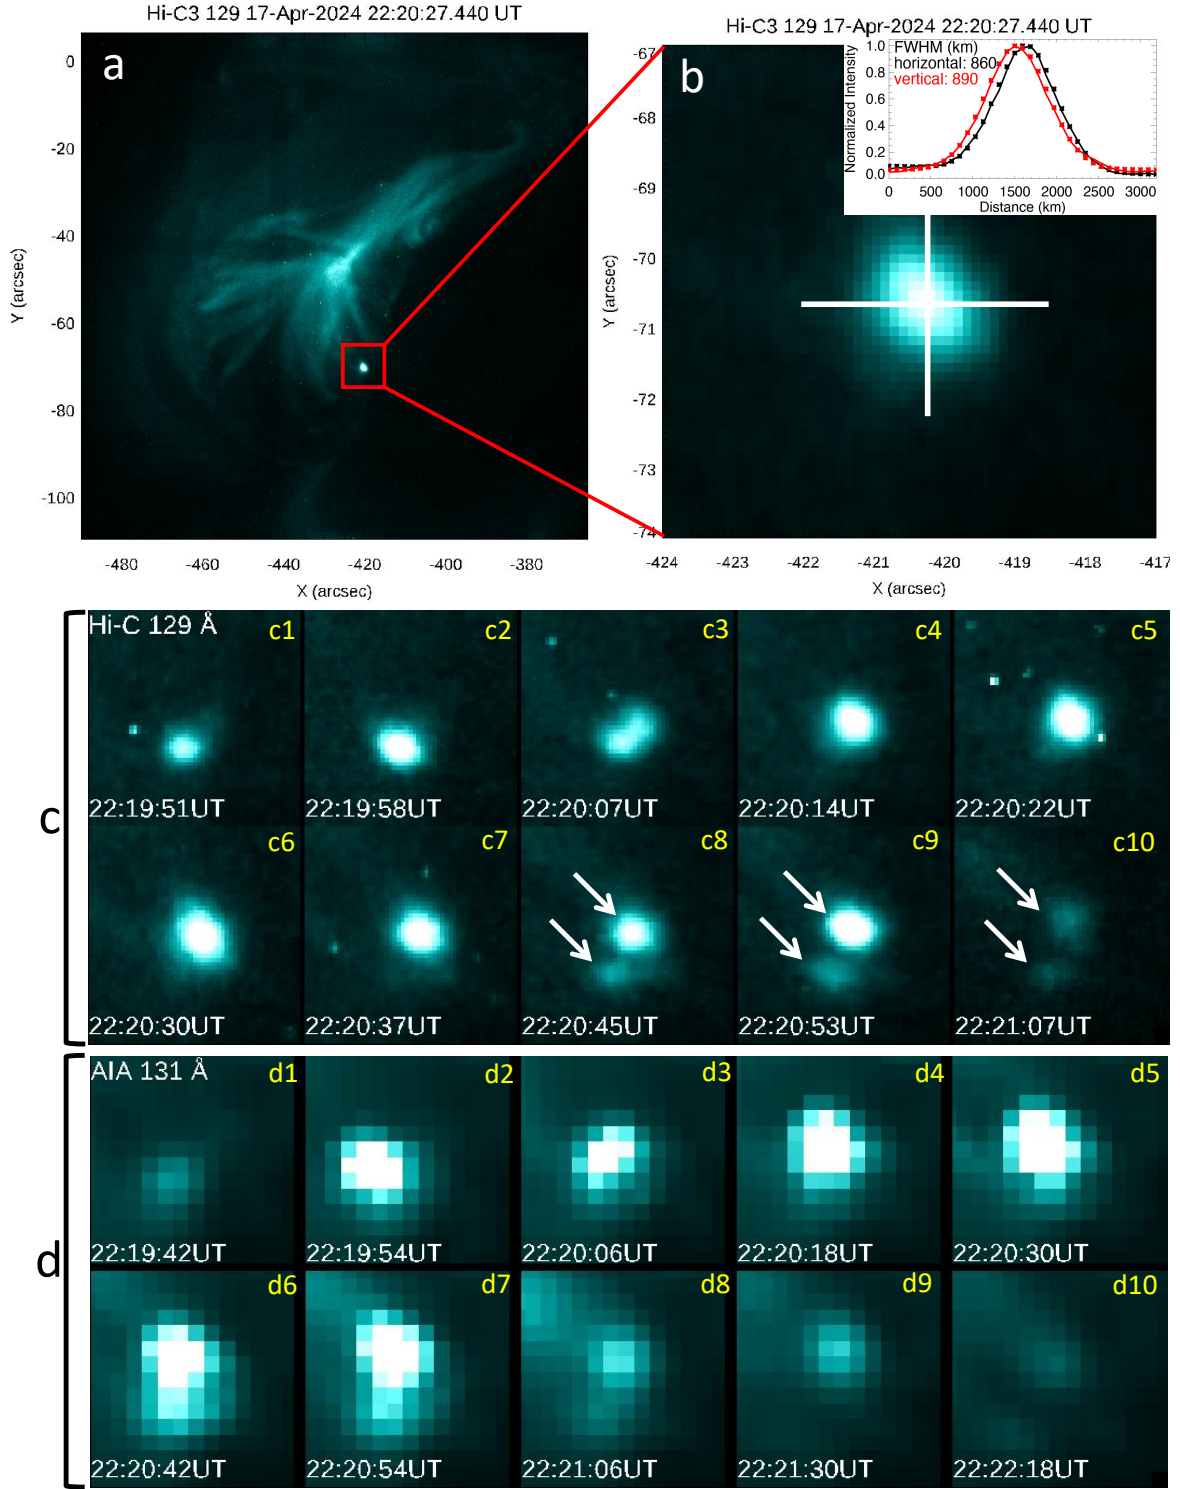 Hi-C3 129 17-Apr-2024 22:20:27.440 UT
a
0
-20
-40
-60
-80
-100
Y (arcsec)
-480 -460 -440 -420 -400 -380
X (arcsec)
Hi-C3 129 17-Apr-2024 22:20:27.440 UT
b
-67
-68
-69
-70
-71
-72
-73
-74
Y (arcsec)
-424 -423 -422 -421 -420 -419 -418 -417
X (arcsec)
FWHM (km)
horizontal: 860
vertical: 890
1.0
0.8
0.6
0.4
0.2
0.0
Normalized Intensity
0 500 1000 1500 2000 2500 3000
Distance (km)
c
Hi-C 129 Å
c1 c2 c3 c4 c5
22:19:51UT 22:19:58UT 22:20:07UT 22:20:14UT 22:20:22UT
c6 c7 c8 c9 c10
22:20:30UT 22:20:37UT 22:20:45UT 22:20:53UT 22:21:07UT
d
AIA 131 Å
d1 d2 d3 d4 d5
22:19:42UT 22:19:54UT 22:20:06UT 22:20:18UT 22:20:30UT
d6 d7 d8 d9 d10
22:20:42UT 22:20:54UT 22:21:06UT 22:21:30UT 22:22:18UT